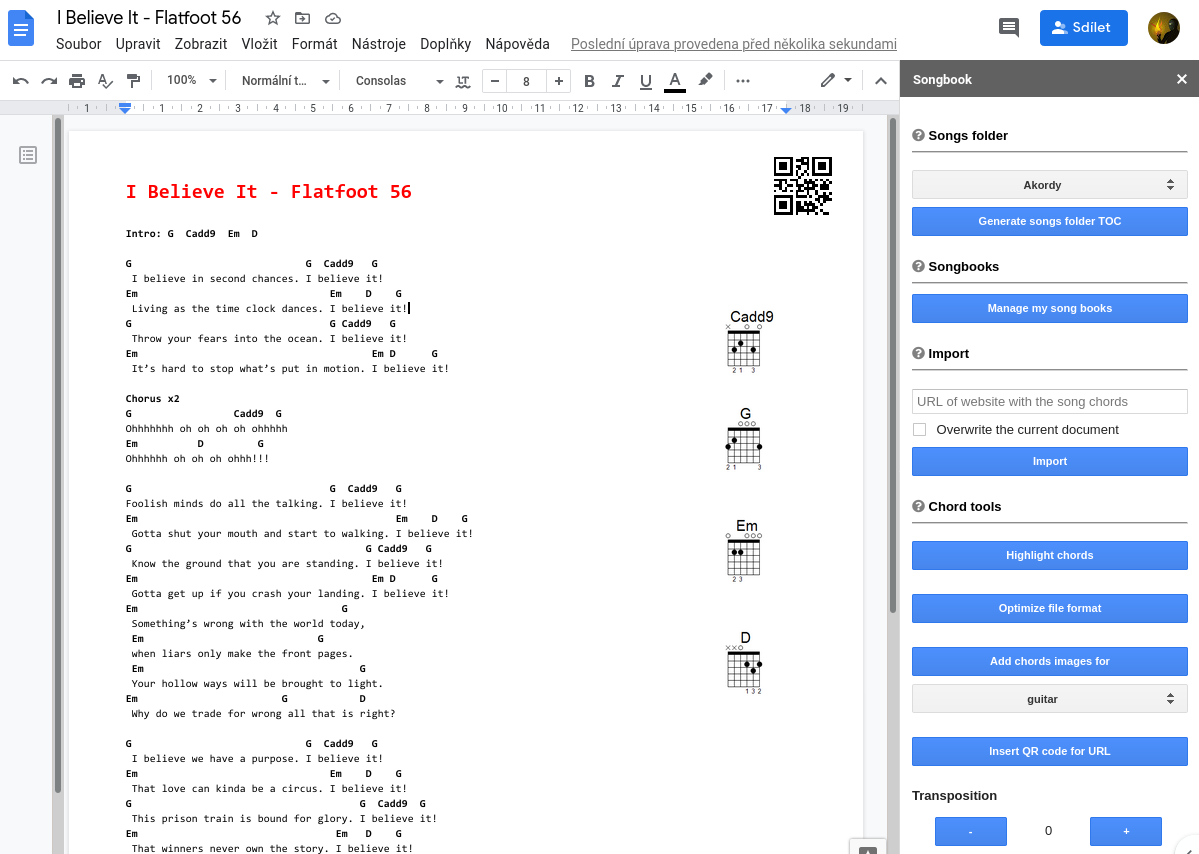 I Believe It - Flatfoot 56
Soubor Upravit Zobrazit Vložit Formát Nástroje Doplňky Nápověda Poslední úprava provedena před několika sekundami
Sdílet
100% Normální t... Consolas 8 B I U A
1 1 2 3 4 5 6 7 8 9 10 11 12 13 14 15 16 17 18 19
I Believe It - Flatfoot 56
Intro: G  Cadd9  Em  D
G                             G  Cadd9   G
 I believe in second chances. I believe it!
Em                                Em    D    G
 Living as the time clock dances. I believe it!
G                                 G Cadd9   G
 Throw your fears into the ocean. I believe it!
Em                                       Em D      G
 It’s hard to stop what’s put in motion. I believe it!
Chorus x2
G                 Cadd9  G
Ohhhhhhh oh oh oh oh ohhhhh
Em          D         G
Ohhhhhh oh oh oh ohhh!!!
G                                 G  Cadd9   G
Foolish minds do all the talking. I believe it!
Em                                           Em    D    G
 Gotta shut your mouth and start to walking. I believe it!
G                                       G Cadd9   G
 Know the ground that you are standing. I believe it!
Em                                       Em D      G
 Gotta get up if you crash your landing. I believe it!
Em                                  G
 Something’s wrong with the world today,
 Em                             G
 when liars only make the front pages.
 Em                                    G
 Your hollow ways will be brought to light.
Em                        G            D
 Why do we trade for wrong all that is right?
G                             G  Cadd9   G
 I believe we have a purpose. I believe it!
Em                                Em    D    G
 That love can kinda be a circus. I believe it!
G                                      G  Cadd9  G
 This prison train is bound for glory. I believe it!
Em                                 Em   D    G
 That winners never own the story. I believe it!
Cadd9
x o o
2 1 3
G
o o o
2 1 3
Em
o o o o
2 3
D
x x o
1 3 2
Songbook
Songs folder
Akordy
Generate songs folder TOC
Songbooks
Manage my song books
Import
URL of website with the song chords
Overwrite the current document
Import
Chord tools
Highlight chords
Optimize file format
Add chords images for
guitar
Insert QR code for URL
Transposition
- 0 +